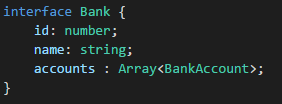 interface Bank {
    id: number;
    name: string;
    accounts : Array<BankAccount>;
}